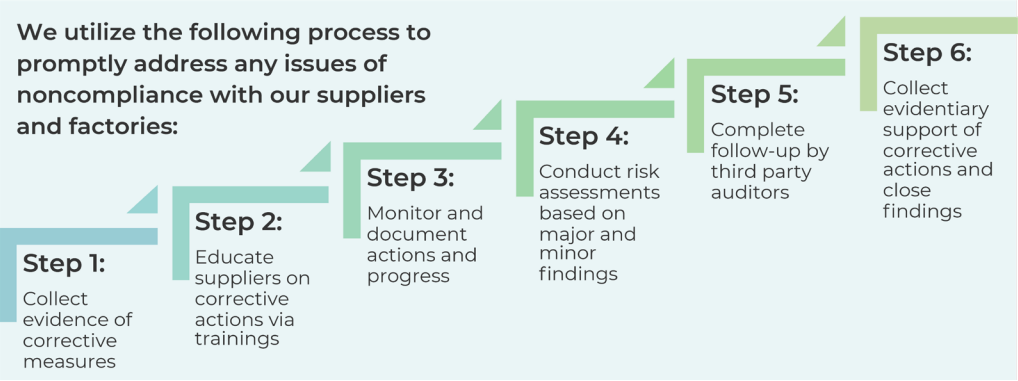 We utilize the following process to
promptly address any issues of
noncompliance with our suppliers
and factories:
Step 1:
Collect
evidence of
corrective
measures
Step 2:
Educate
suppliers on
corrective
actions via
trainings
Step 3:
Monitor and
document
actions and
progress
Step 4:
Conduct risk
assessments
based on
major and
minor
findings
Step 5:
Complete
follow-up by
third party
auditors
Step 6:
Collect
evidentiary
support of
corrective
actions and
close
findings